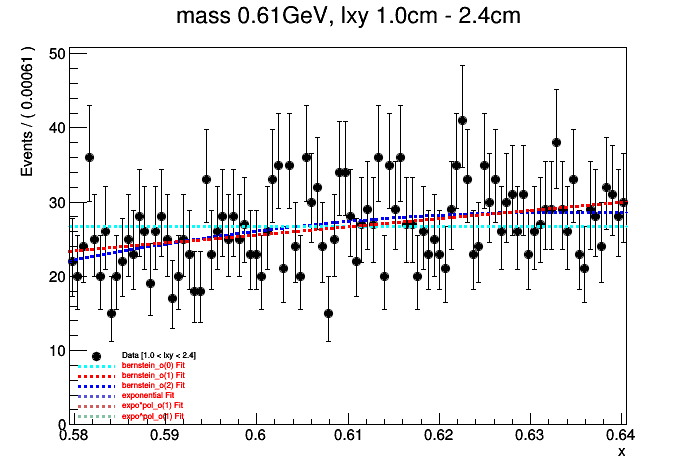 mass 0.61GeV, lxy 1.0cm - 2.4cm
Events / ( 0.00061 )
50
40
30
20
10
0
Data [1.0 < lxy < 2.4]
bernstein_o(0) Fit
bernstein_o(1) Fit
bernstein_o(2) Fit
exponential Fit
expo*pol_o(1) Fit
expo*pol_o(1) Fit
0.58 0.59 0.6 0.61 0.62 0.63 0.64
x